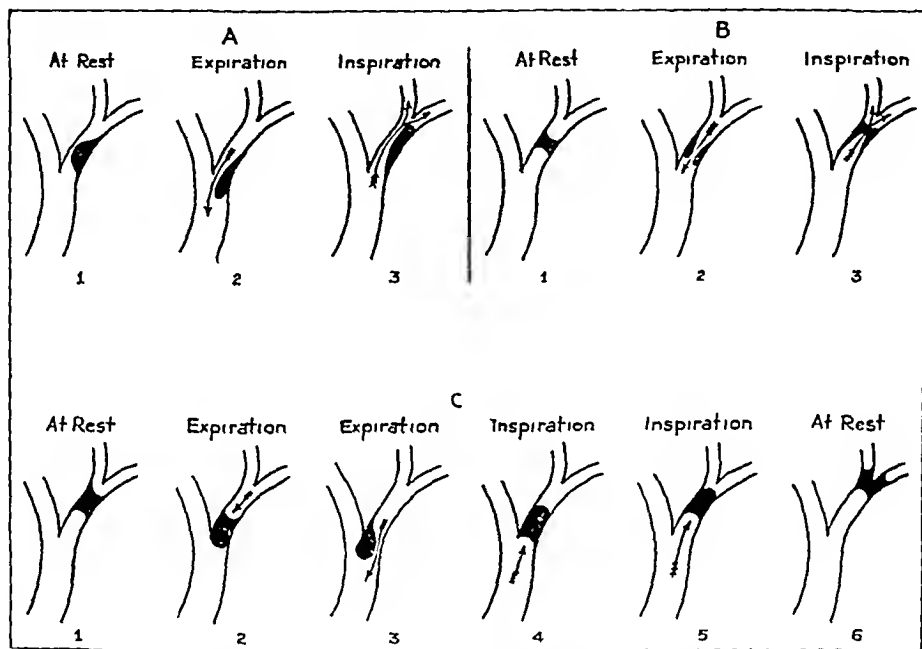 A
B
At Rest Expiration Inspiration At Rest Expiration Inspiration
1 2 3 1 2 3
C
At Rest Expiration Expiration Inspiration Inspiration At Rest
1 2 3 4 5 6